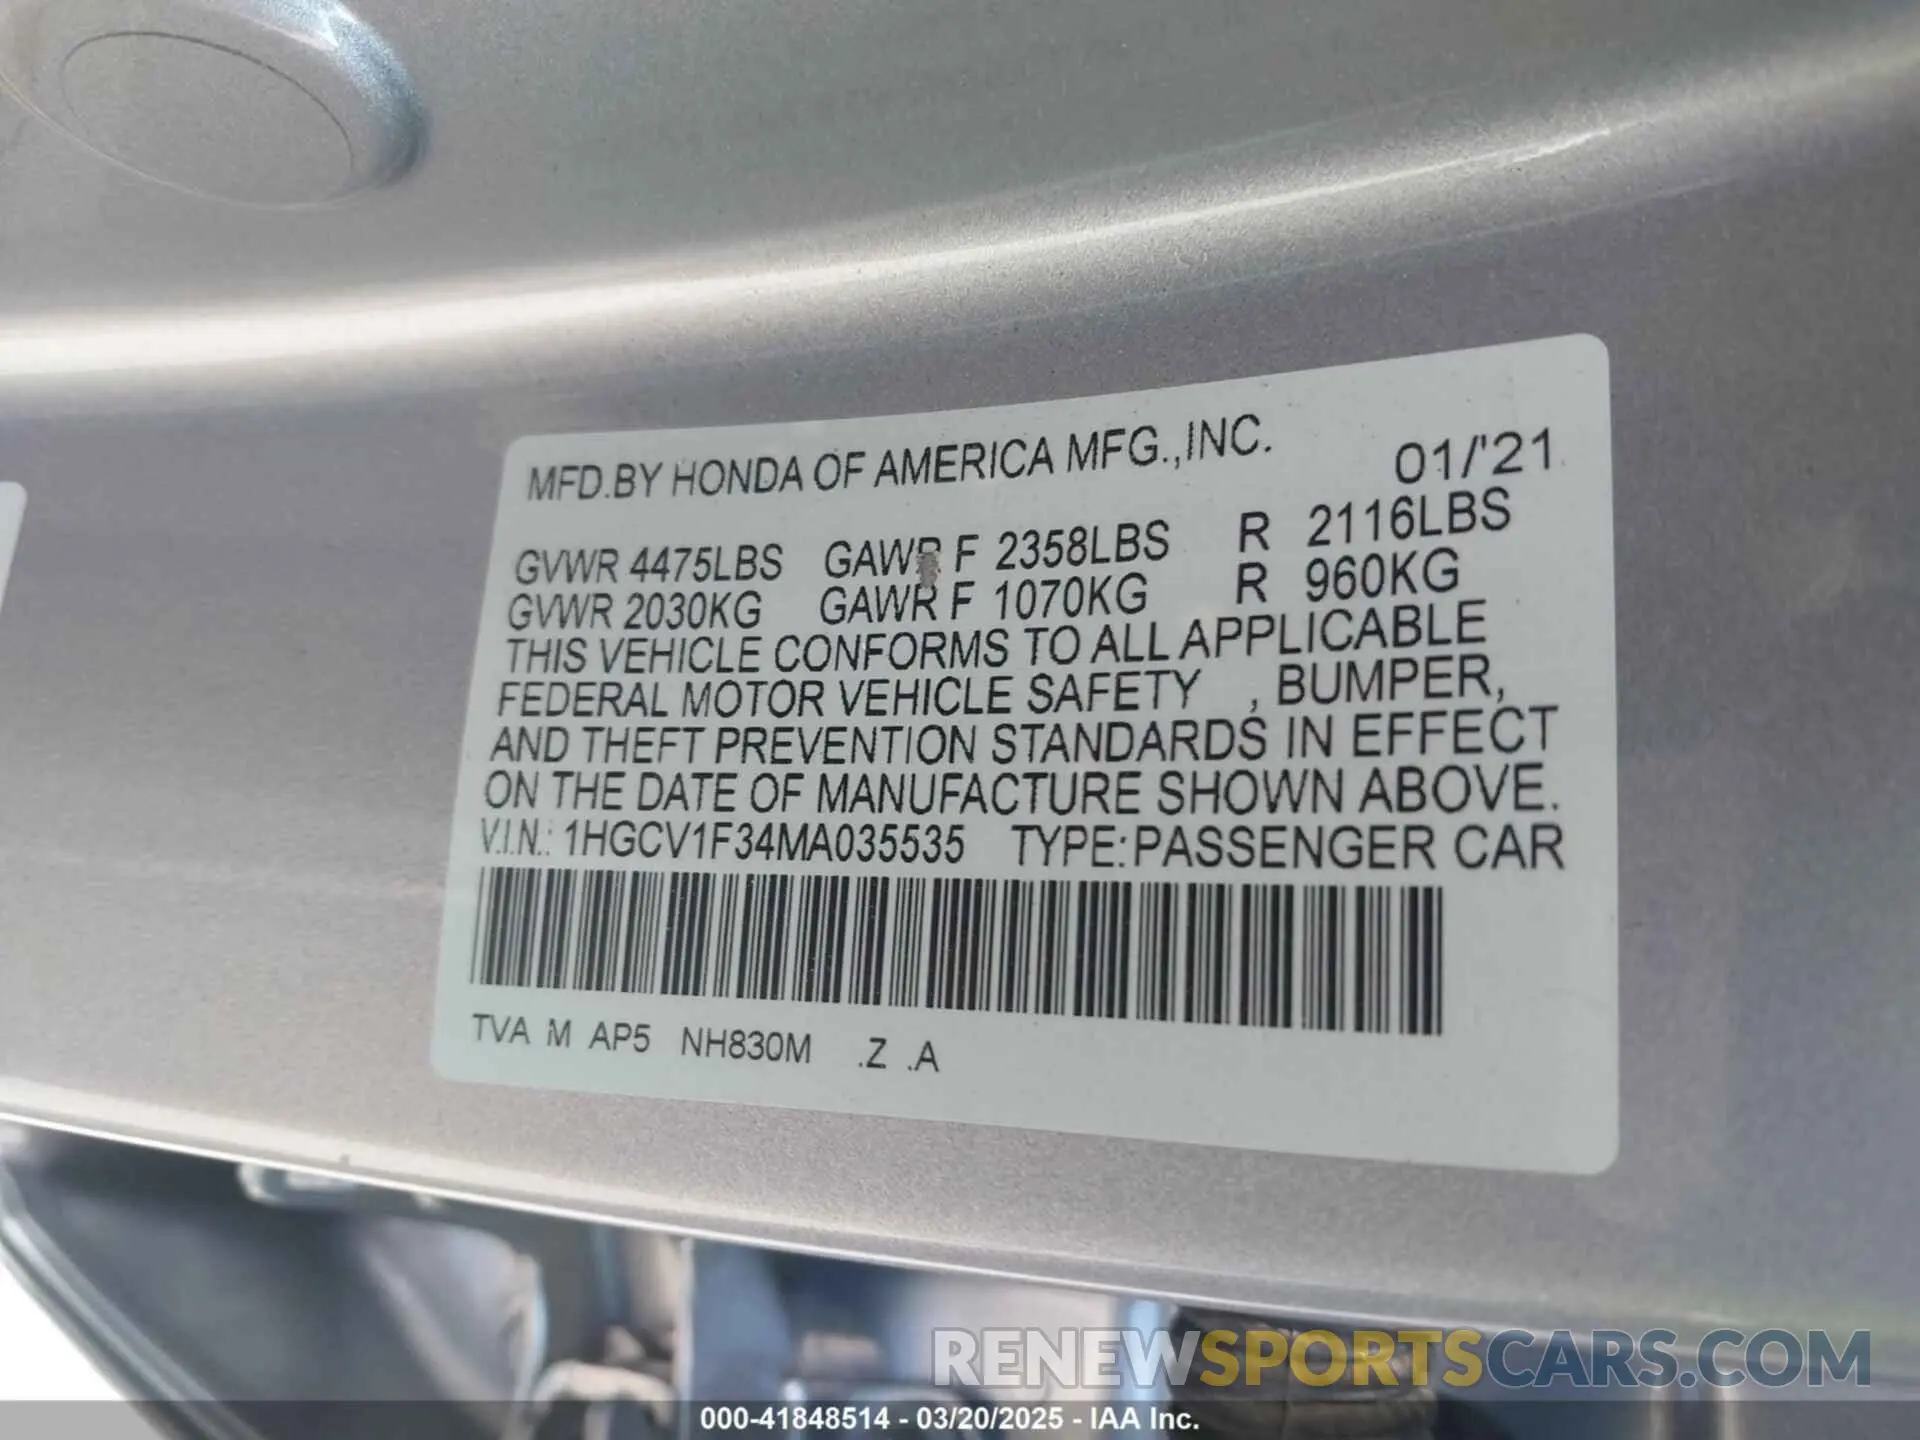 MFD.BY HONDA OF AMERICA MFG.,INC. 01/'21
GVWR 4475LBS GAWR F 2358LBS R 2116LBS
GVWR 2030KG GAWR F 1070KG R 960KG
THIS VEHICLE CONFORMS TO ALL APPLICABLE
FEDERAL MOTOR VEHICLE SAFETY , BUMPER,
AND THEFT PREVENTION STANDARDS IN EFFECT
ON THE DATE OF MANUFACTURE SHOWN ABOVE.
V.I.N.: 1HGCV1F34MA035535 TYPE:PASSENGER CAR
TVA M AP5 NH830M .Z .A
RENEWSPORTSCARS.COM
000-41848514 - 03/20/2025 - IAA Inc.